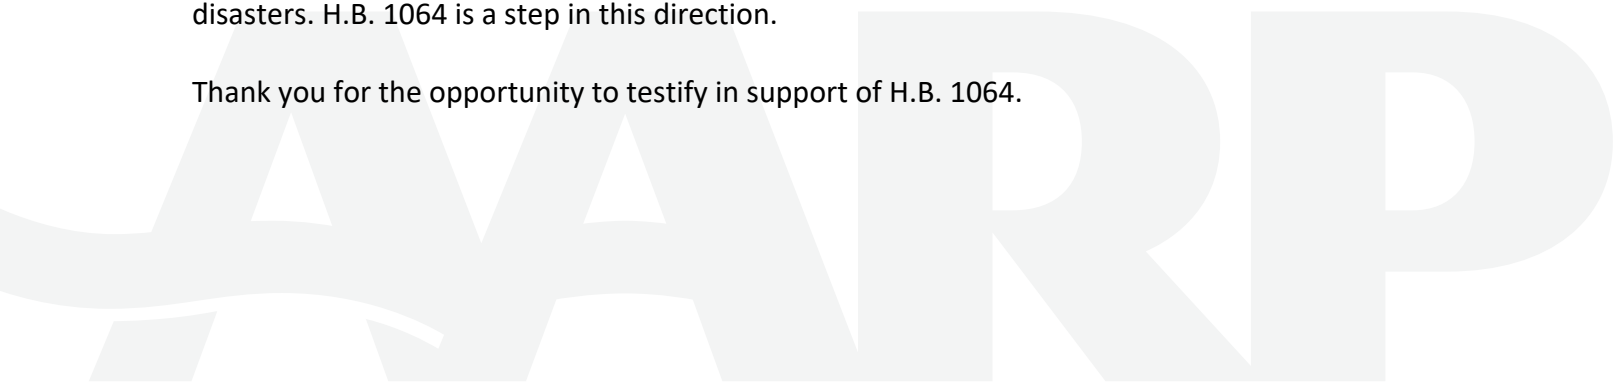 disasters. H.B. 1064 is a step in this direction.
Thank you for the opportunity to testify in support of H.B. 1064.
AARP